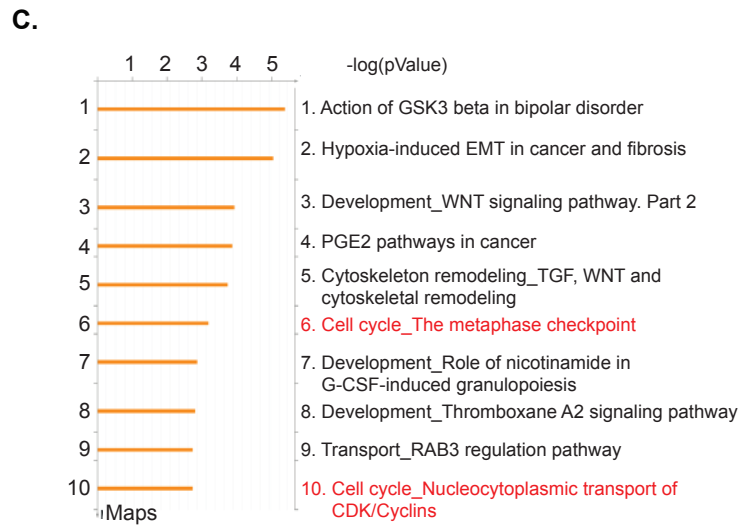 C.
1 2 3 4 5 -log(pValue)
1 1. Action of GSK3 beta in bipolar disorder
2 2. Hypoxia-induced EMT in cancer and fibrosis
3 3. Development_WNT signaling pathway. Part 2
4 4. PGE2 pathways in cancer
5 5. Cytoskeleton remodeling_TGF, WNT and
cytoskeletal remodeling
6 6. Cell cycle_The metaphase checkpoint
7 7. Development_Role of nicotinamide in
G-CSF-induced granulopoiesis
8 8. Development_Thromboxane A2 signaling pathway
9 9. Transport_RAB3 regulation pathway
10 10. Cell cycle_Nucleocytoplasmic transport of
CDK/Cyclins
Maps